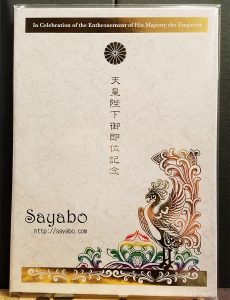 In Celebration of the Enthronement of His Majesty the Emperor
天皇陛下御即位記念
Sayabo
http://sayabo.com